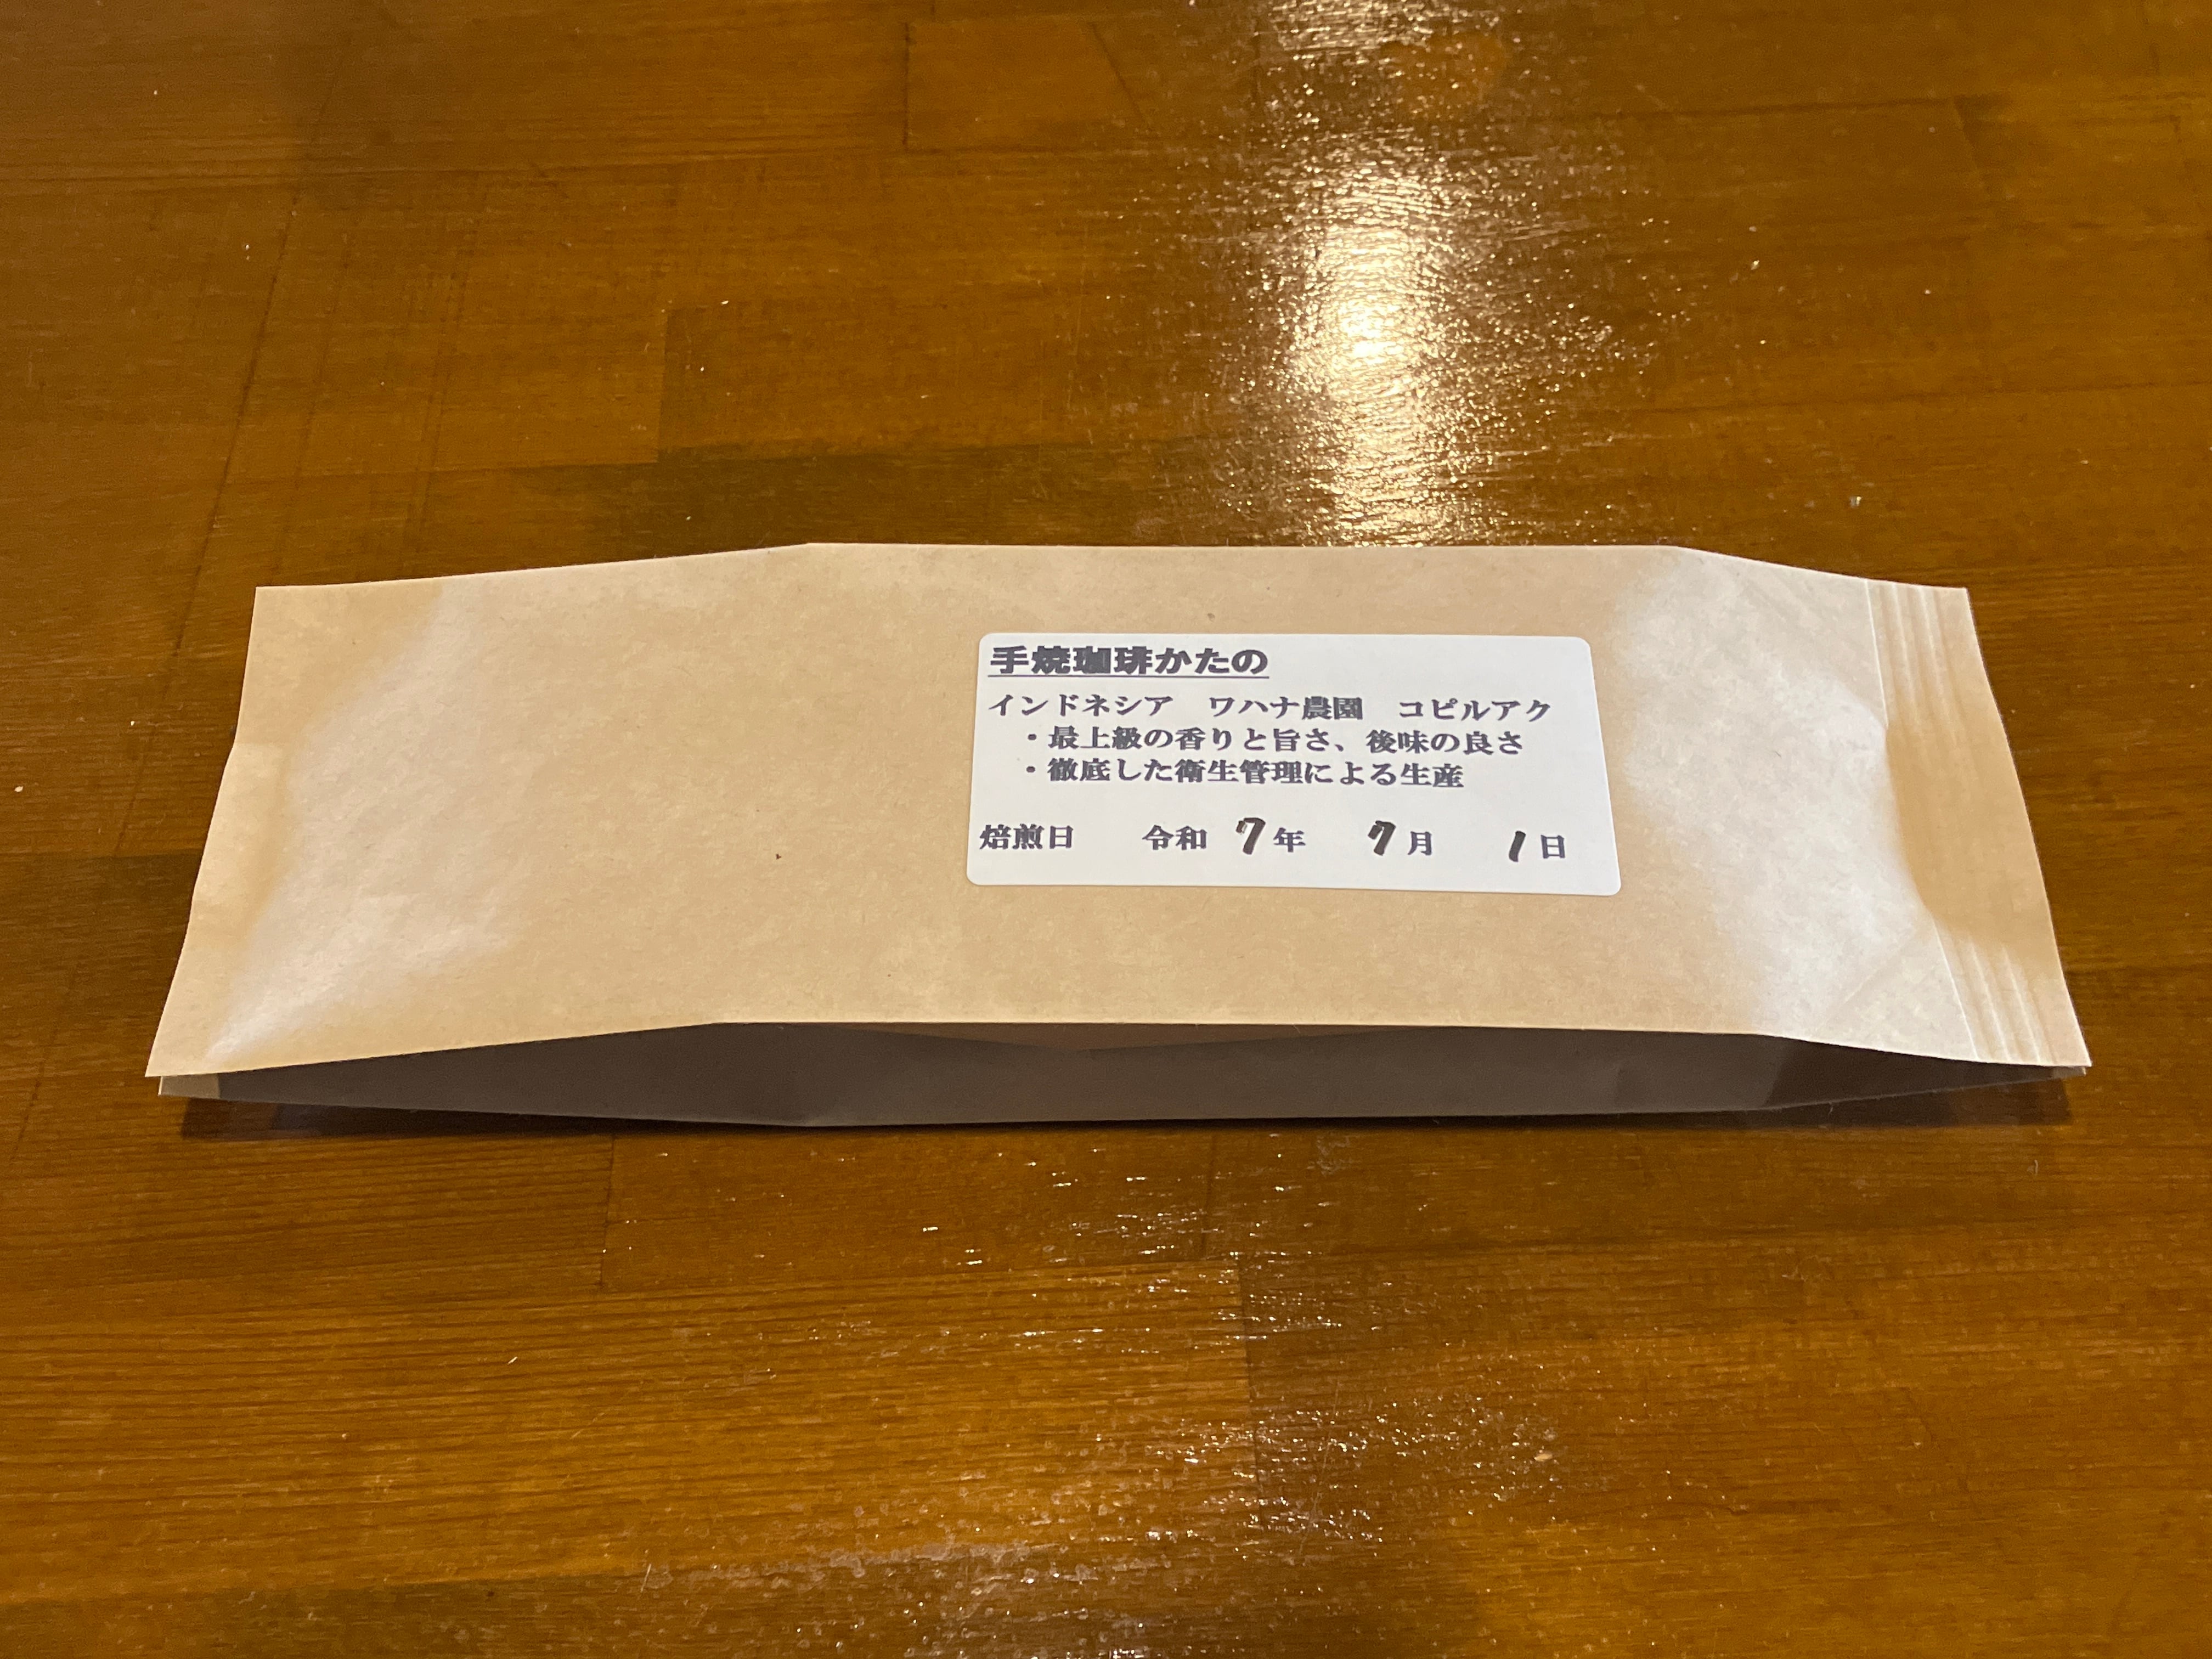 手焼珈琲かたの
インドネシア　ワハナ農園　コピルアク
・最上級の香りと旨さ、後味の良さ
・徹底した衛生管理による生産
焙煎日　令和 7年　7月　1日